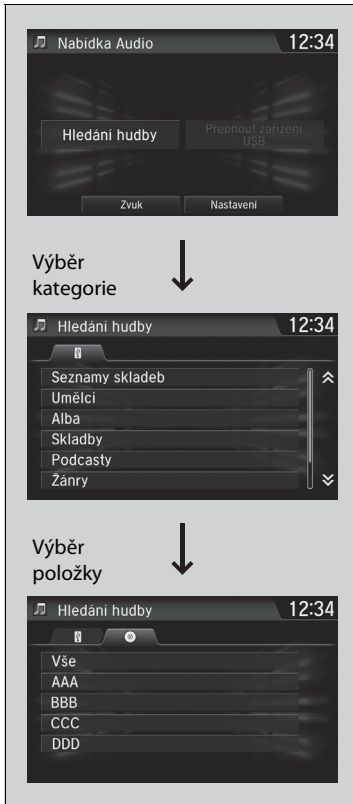 Nabídka Audio 12:34
Hledání hudby
Přepnout zařízení
USB
Zvuk Nastavení
Výběr
kategorie
Hledání hudby 12:34
Seznamy skladeb
Umělci
Alba
Skladby
Podcasty
Žánry
Výběr
položky
Hledání hudby 12:34
Vše
AAA
BBB
CCC
DDD